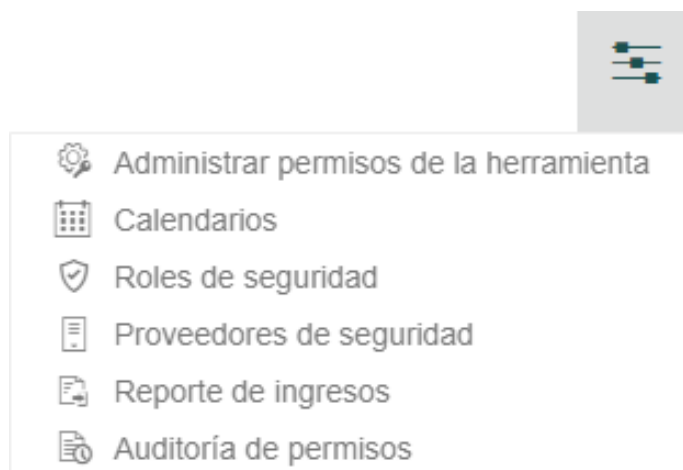 Administrar permisos de la herramienta
Calendarios
Roles de seguridad
Proveedores de seguridad
Reporte de ingresos
Auditoría de permisos